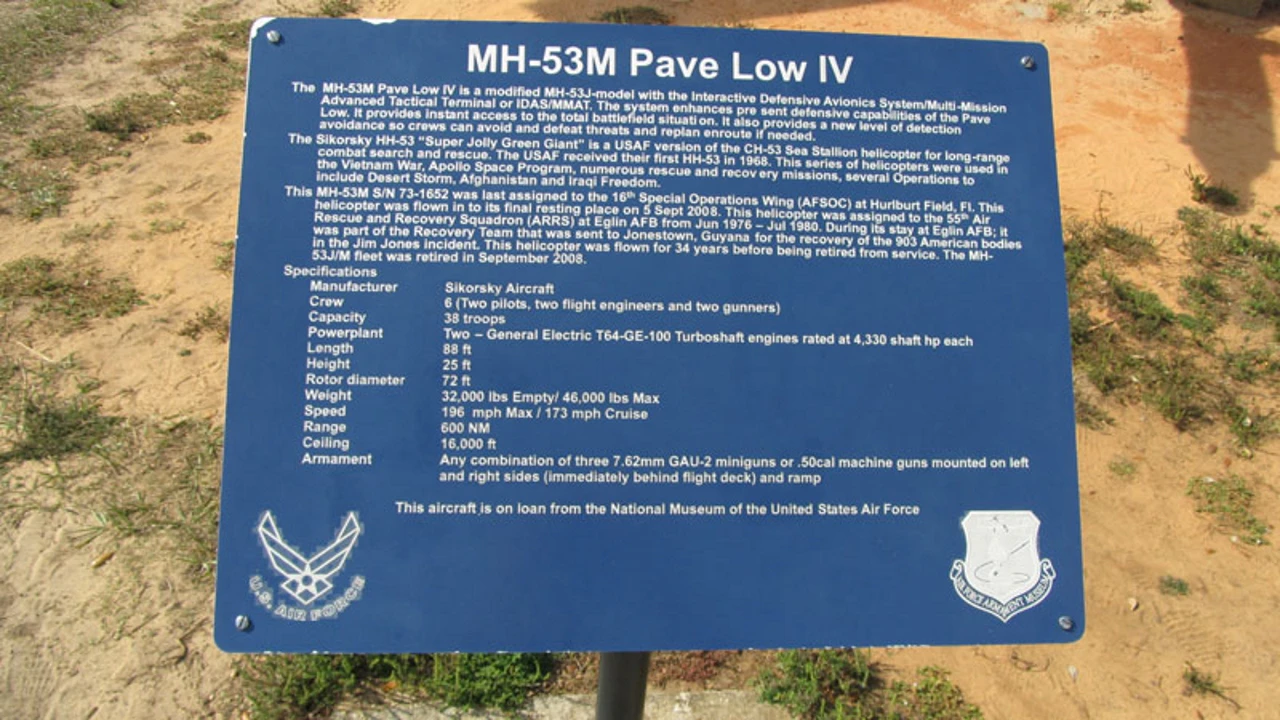 MH-53M Pave Low IV
The MH-53M Pave Low IV is a modified MH-53J-model with the Interactive Defensive Avionics System/Multi-Mission
Advanced Tactical Terminal or IDAS/MMAT. The system enhances pre sent defensive capabilities of the Pave
Low. It provides instant access to the total battlefield situation. It also provides a new level of detection
avoidance so crews can avoid and defeat threats and replan enroute if needed.
The Sikorsky HH-53 “Super Jolly Green Giant” is a USAF version of the CH-53 Sea Stallion helicopter for long-range
combat search and rescue. The USAF received their first HH-53 in 1968. This series of helicopters were used in
the Vietnam War, Apollo Space Program, numerous rescue and recovery missions, several Operations to
include Desert Storm, Afghanistan and Iraqi Freedom.
This MH-53M S/N 73-1652 was last assigned to the 16th Special Operations Wing (AFSOC) at Hurlburt Field, Fl. This
helicopter was flown in to its final resting place on 5 Sept 2008. This helicopter was assigned to the 55th Air
Rescue and Recovery Squadron (ARRS) at Eglin AFB from Jun 1976 – Jul 1980. During its stay at Eglin AFB; it
was part of the Recovery Team that was sent to Jonestown, Guyana for the recovery of the 903 American bodies
in the Jim Jones incident. This helicopter was flown for 34 years before being retired from service. The MH-
53J/M fleet was retired in September 2008.
Specifications
Manufacturer Sikorsky Aircraft
Crew 6 (Two pilots, two flight engineers and two gunners)
Capacity 38 troops
Powerplant Two – General Electric T64-GE-100 Turboshaft engines rated at 4,330 shaft hp each
Length 88 ft
Height 25 ft
Rotor diameter 72 ft
Weight 32,000 lbs Empty/ 46,000 lbs Max
Speed 196 mph Max / 173 mph Cruise
Range 600 NM
Ceiling 16,000 ft
Armament Any combination of three 7.62mm GAU-2 miniguns or .50cal machine guns mounted on left
and right sides (immediately behind flight deck) and ramp
This aircraft is on loan from the National Museum of the United States Air Force
U.S. AIR FORCE
AIR FORCE ARMAMENT MUSEUM